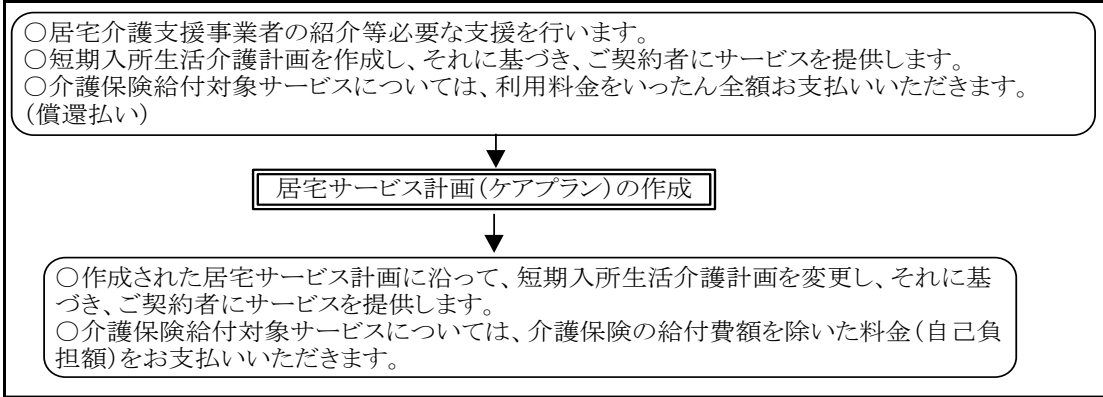 ○居宅介護支援事業者の紹介等必要な支援を行います。
○短期入所生活介護計画を作成し、それに基づき、ご契約者にサービスを提供します。
○介護保険給付対象サービスについては、利用料金をいったん全額お支払いいただきます。
(償還払い)
居宅サービス計画(ケアプラン)の作成
○作成された居宅サービス計画に沿って、短期入所生活介護計画を変更し、それに基
づき、ご契約者にサービスを提供します。
○介護保険給付対象サービスについては、介護保険の給付費額を除いた料金(自己負
担額)をお支払いいただきます。